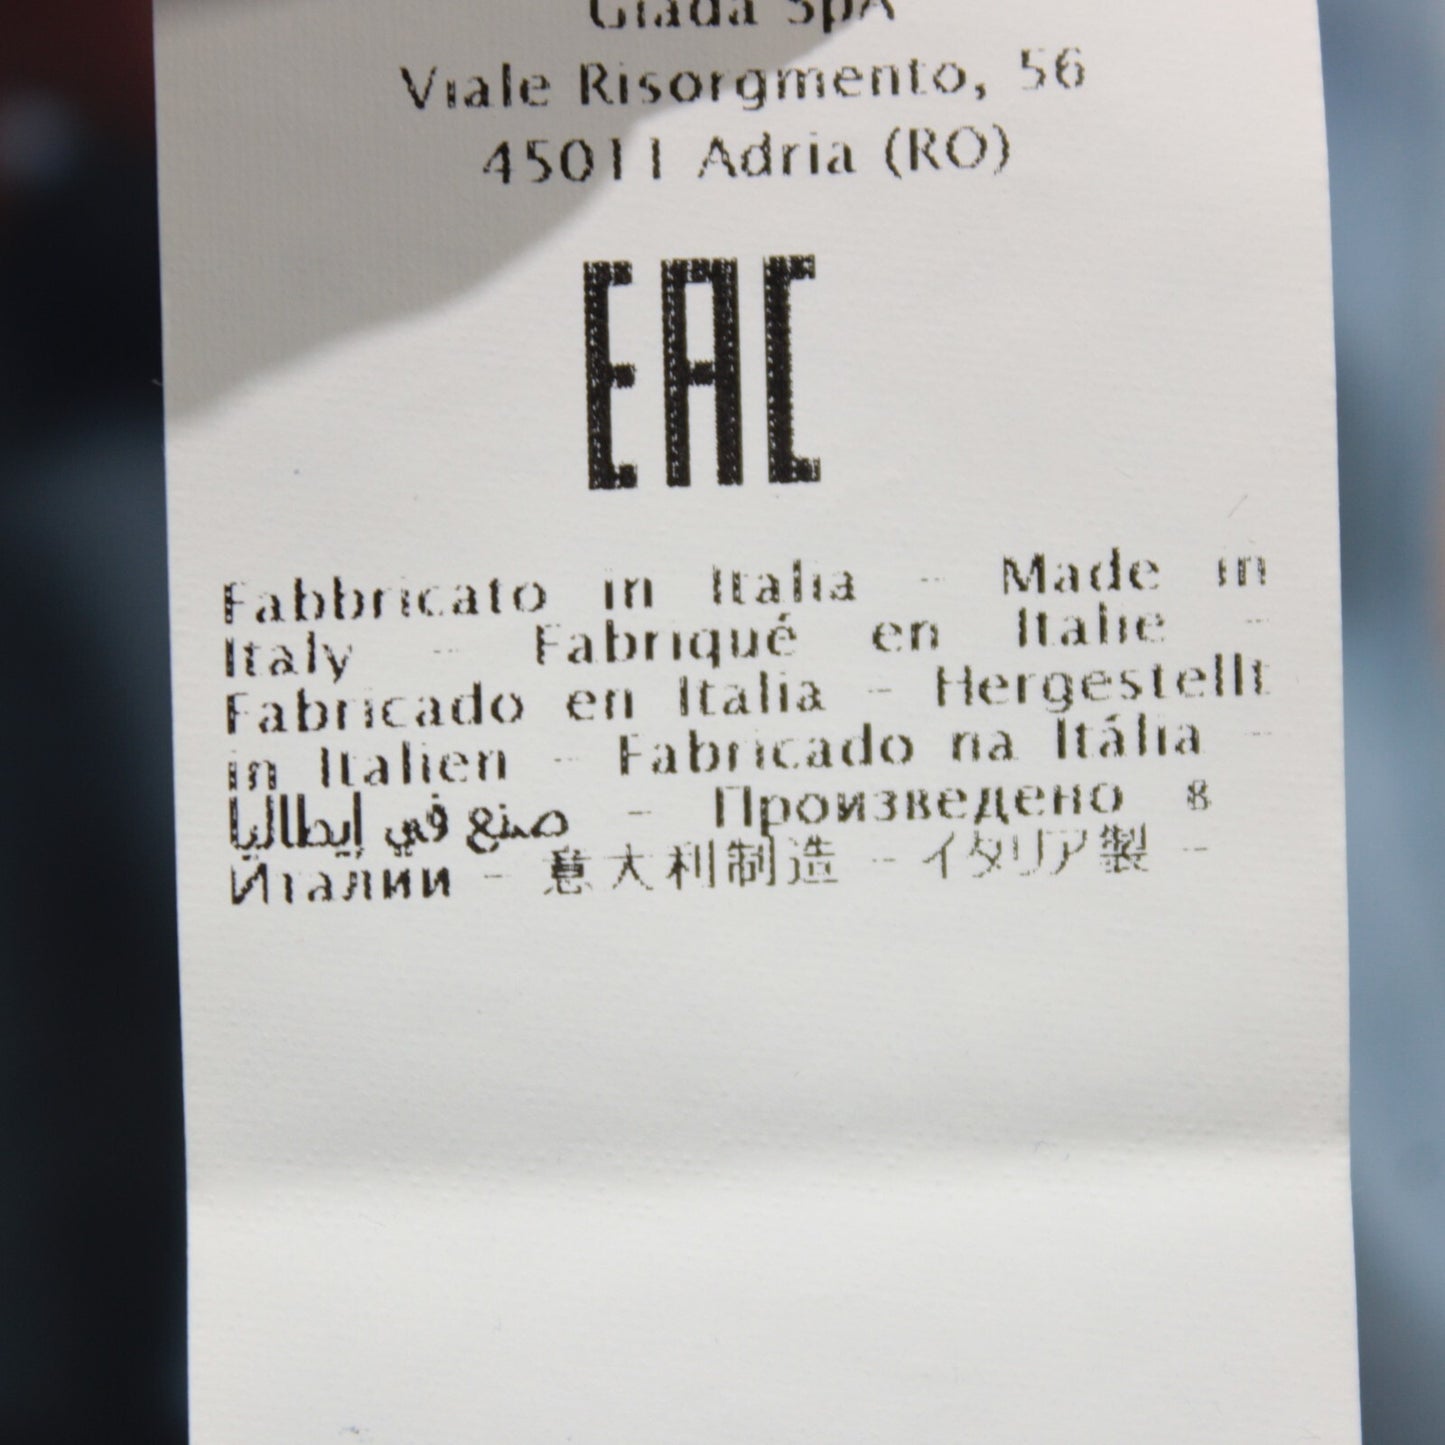 Giada SpA
Viale Risorgmento, 56
45011 Adria (RO)
EAC
Fabbricato in Italia - Made in
Italy - Fabriqué en Italie -
Fabricado en Italia - Hergestellt
in Italien - Fabricado na Itália -
صنع في إيطاليا - Произведено в
Италии - 意大利制造 - イタリア製 -